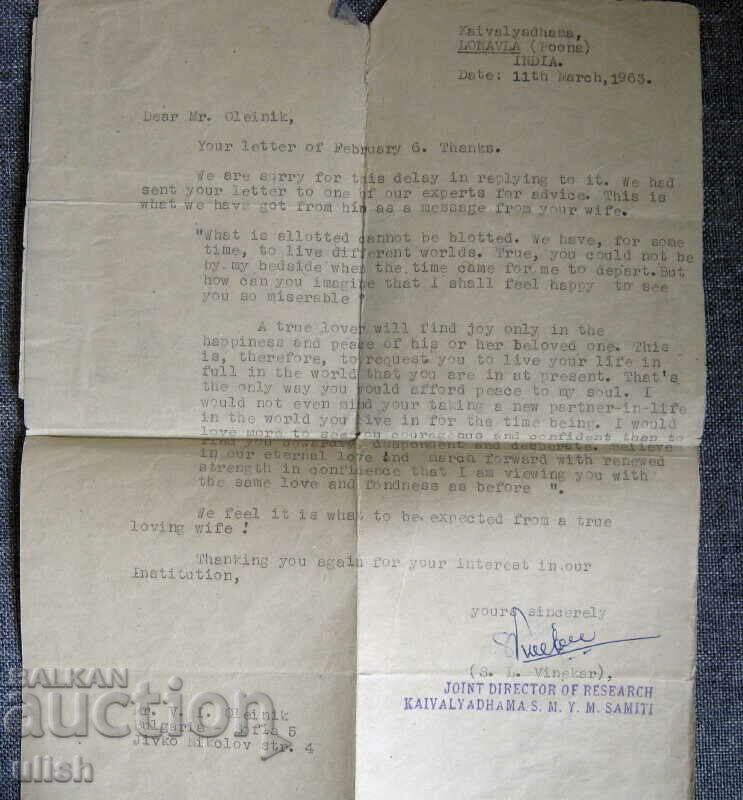 Kaivalyadhama,
LONAVLA (Poona)
INDIA.
Date: 11th March, 1963.
Dear Mr. Oleinik,
Your letter of February 6. Thanks.
We are sorry for this delay in replying to it. We had
sent your letter to one of our experts for advice. This is
what we have got from him as a message from your wife.
"What is allotted cannot be blotted. We have, for some
time, to live different worlds. True, you could not be
by my bedside when the time came for me to depart. But
how can you imagine that I shall feel happy to see
you so miserable "
A true lover will find joy only in the
happiness and peace of his or her beloved one. This
is, therefore, to request you to live your life in
full in the world that you are in at present. That's
the only way you could afford peace to my soul. I
would not even mind your taking a new partner-in-life
in the world you live in for the time being. I would
love more to see you courageous and confident than to
find you cowardly, despondent and desperate. Believe
in our eternal love and march forward with renewed
strength in confidence that I am viewing you with
the same love and fondness as before ".
We feel it is what to be expected from a true
loving wife !
Thanking you again for your interest in our
Institution,
yours sincerely
(S. L. Vinekar),
JOINT DIRECTOR OF RESEARCH
KAIVALYADHAMA S. M. Y. M. SAMITI
Mr. V. I. Oleinik
Bulgaria Sofia 5
Jivko Nikolov str. 4
BALKAN
auction
ulish